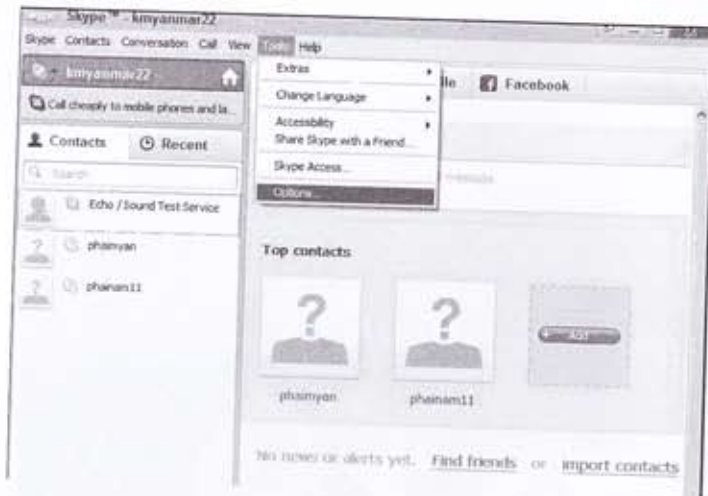 Skype™ - kmyanmar22
Skype Contacts Conversation Call View Tools Help
kmyanmar22
Call cheaply to mobile phones and la...
Contacts Recent
Search
Echo / Sound Test Service
phaimyan
phainam11
Extras
Change Language
Accessibility
Share Skype with a Friend...
Skype Access...
Options...
Facebook
Top contacts
phaimyan
phainam11
Add
No news or alerts yet. Find friends or import contacts